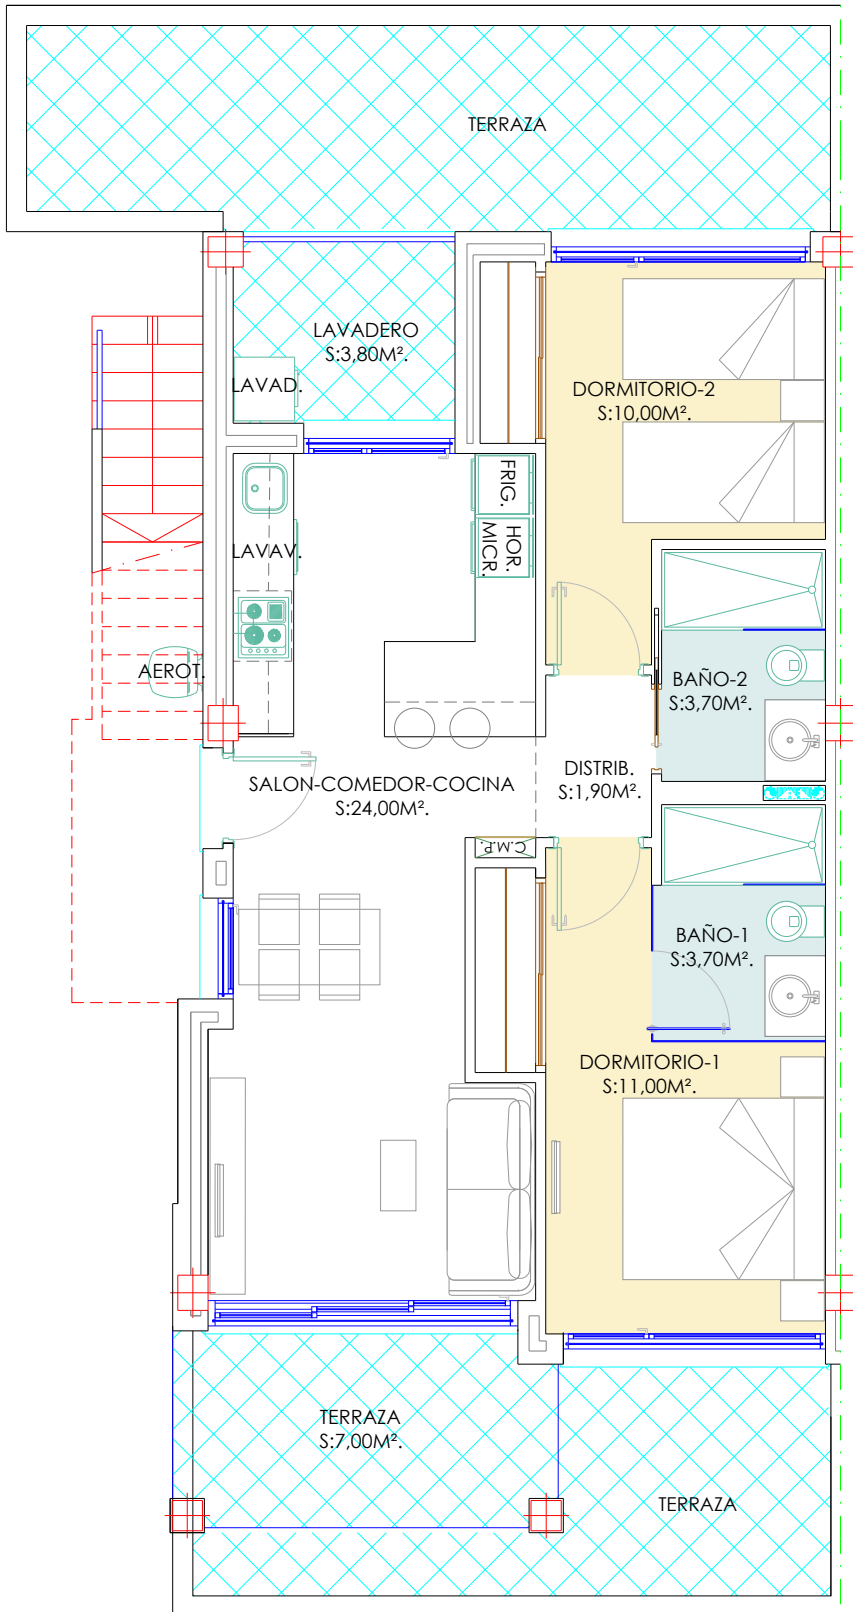 TERRAZA
LAVADERO
S:3,80M².
LAVAD.
DORMITORIO-2
S:10,00M².
FRIG.
HOR.
MICR.
LAVAV.
AEROT.
BAÑO-2
S:3,70M².
DISTRIB.
S:1,90M².
SALON-COMEDOR-COCINA
S:24,00M².
C.M.P.
BAÑO-1
S:3,70M².
DORMITORIO-1
S:11,00M².
TERRAZA
S:7,00M².
TERRAZA